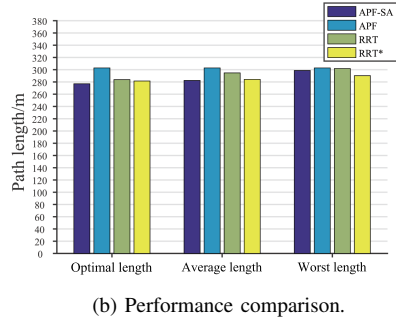 APF-SA
APF
RRT
RRT*
Path length/m
380
360
340
320
300
280
260
240
220
200
180
160
140
120
100
80
60
40
20
0
Optimal length
Average length
Worst length
(b) Performance comparison.